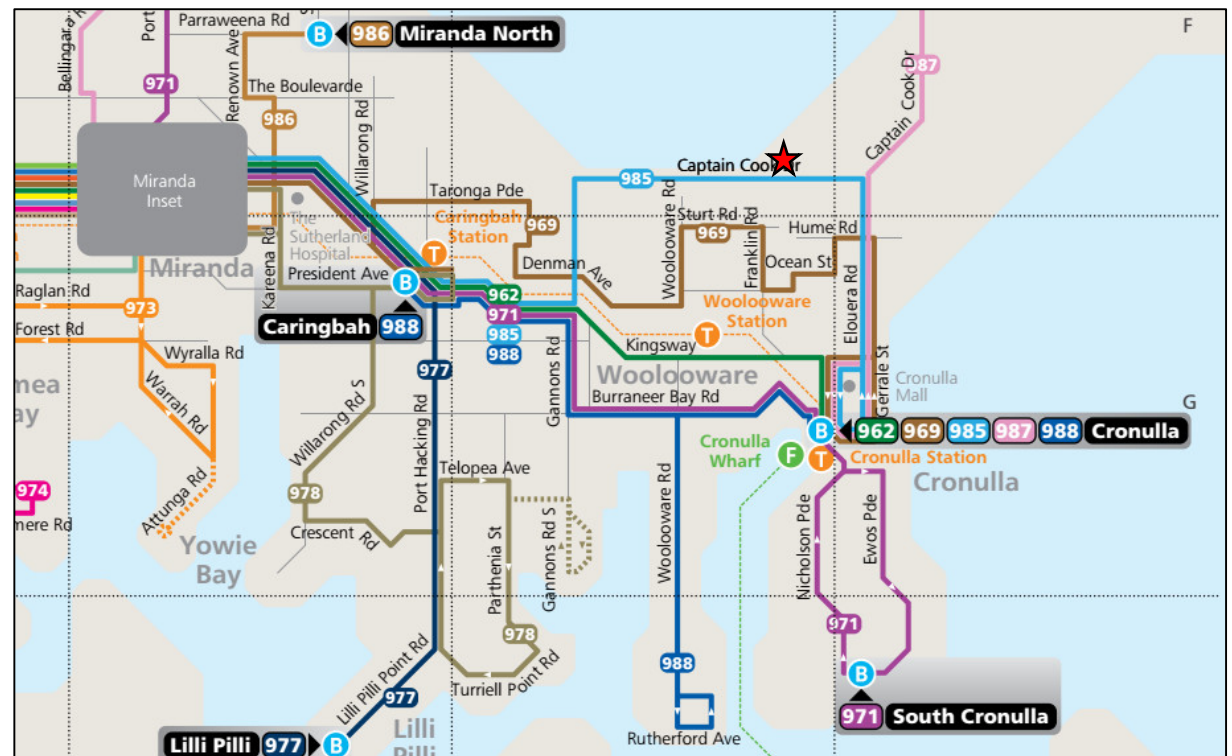 Parraweena Rd
B 986 Miranda North
F
Bellingara R
Port
971
Renown Ave
The Boulevarde
986
Willarong Rd
987
Captain Cook Dr
Captain
Captain Cook Dr
985
Miranda
Inset
Taronga Pde
969
Caringbah
Station
T
The
Sutherland
Hospital
Woolooware Rd
Sturt Rd
969
Franklin Rd
Hume Rd
Ocean St
Denman Ave
Miranda
Kareena Rd
President Ave
B
Caringbah 988
Raglan Rd
973
Forest Rd
Wyralla Rd
Warrah Rd
mea
ay
962
971
985
988
977
Woolooware
Station
T
Kingsway
Elouera Rd
Gerrale St
Cronulla
Mall
Gannons Rd
Woolooware
Burraneer Bay Rd
G
B 962 969 985 987 988 Cronulla
Cronulla
Wharf
F
T
Cronulla Station
Cronulla
Willarong Rd S
Port Hacking Rd
Telopea Ave
978
974
mere Rd
Attunga Rd
Crescent Rd
Yowie
Bay
Parthenia St
Gannons Rd S
Woolooware Rd
Nicholson Pde
Ewos Pde
978
971
988
Turriell Point Rd
Lilli Pilli Point Rd
977
B
971 South Cronulla
Rutherford Ave
Lilli Pilli 977 B
Lilli
Pilli